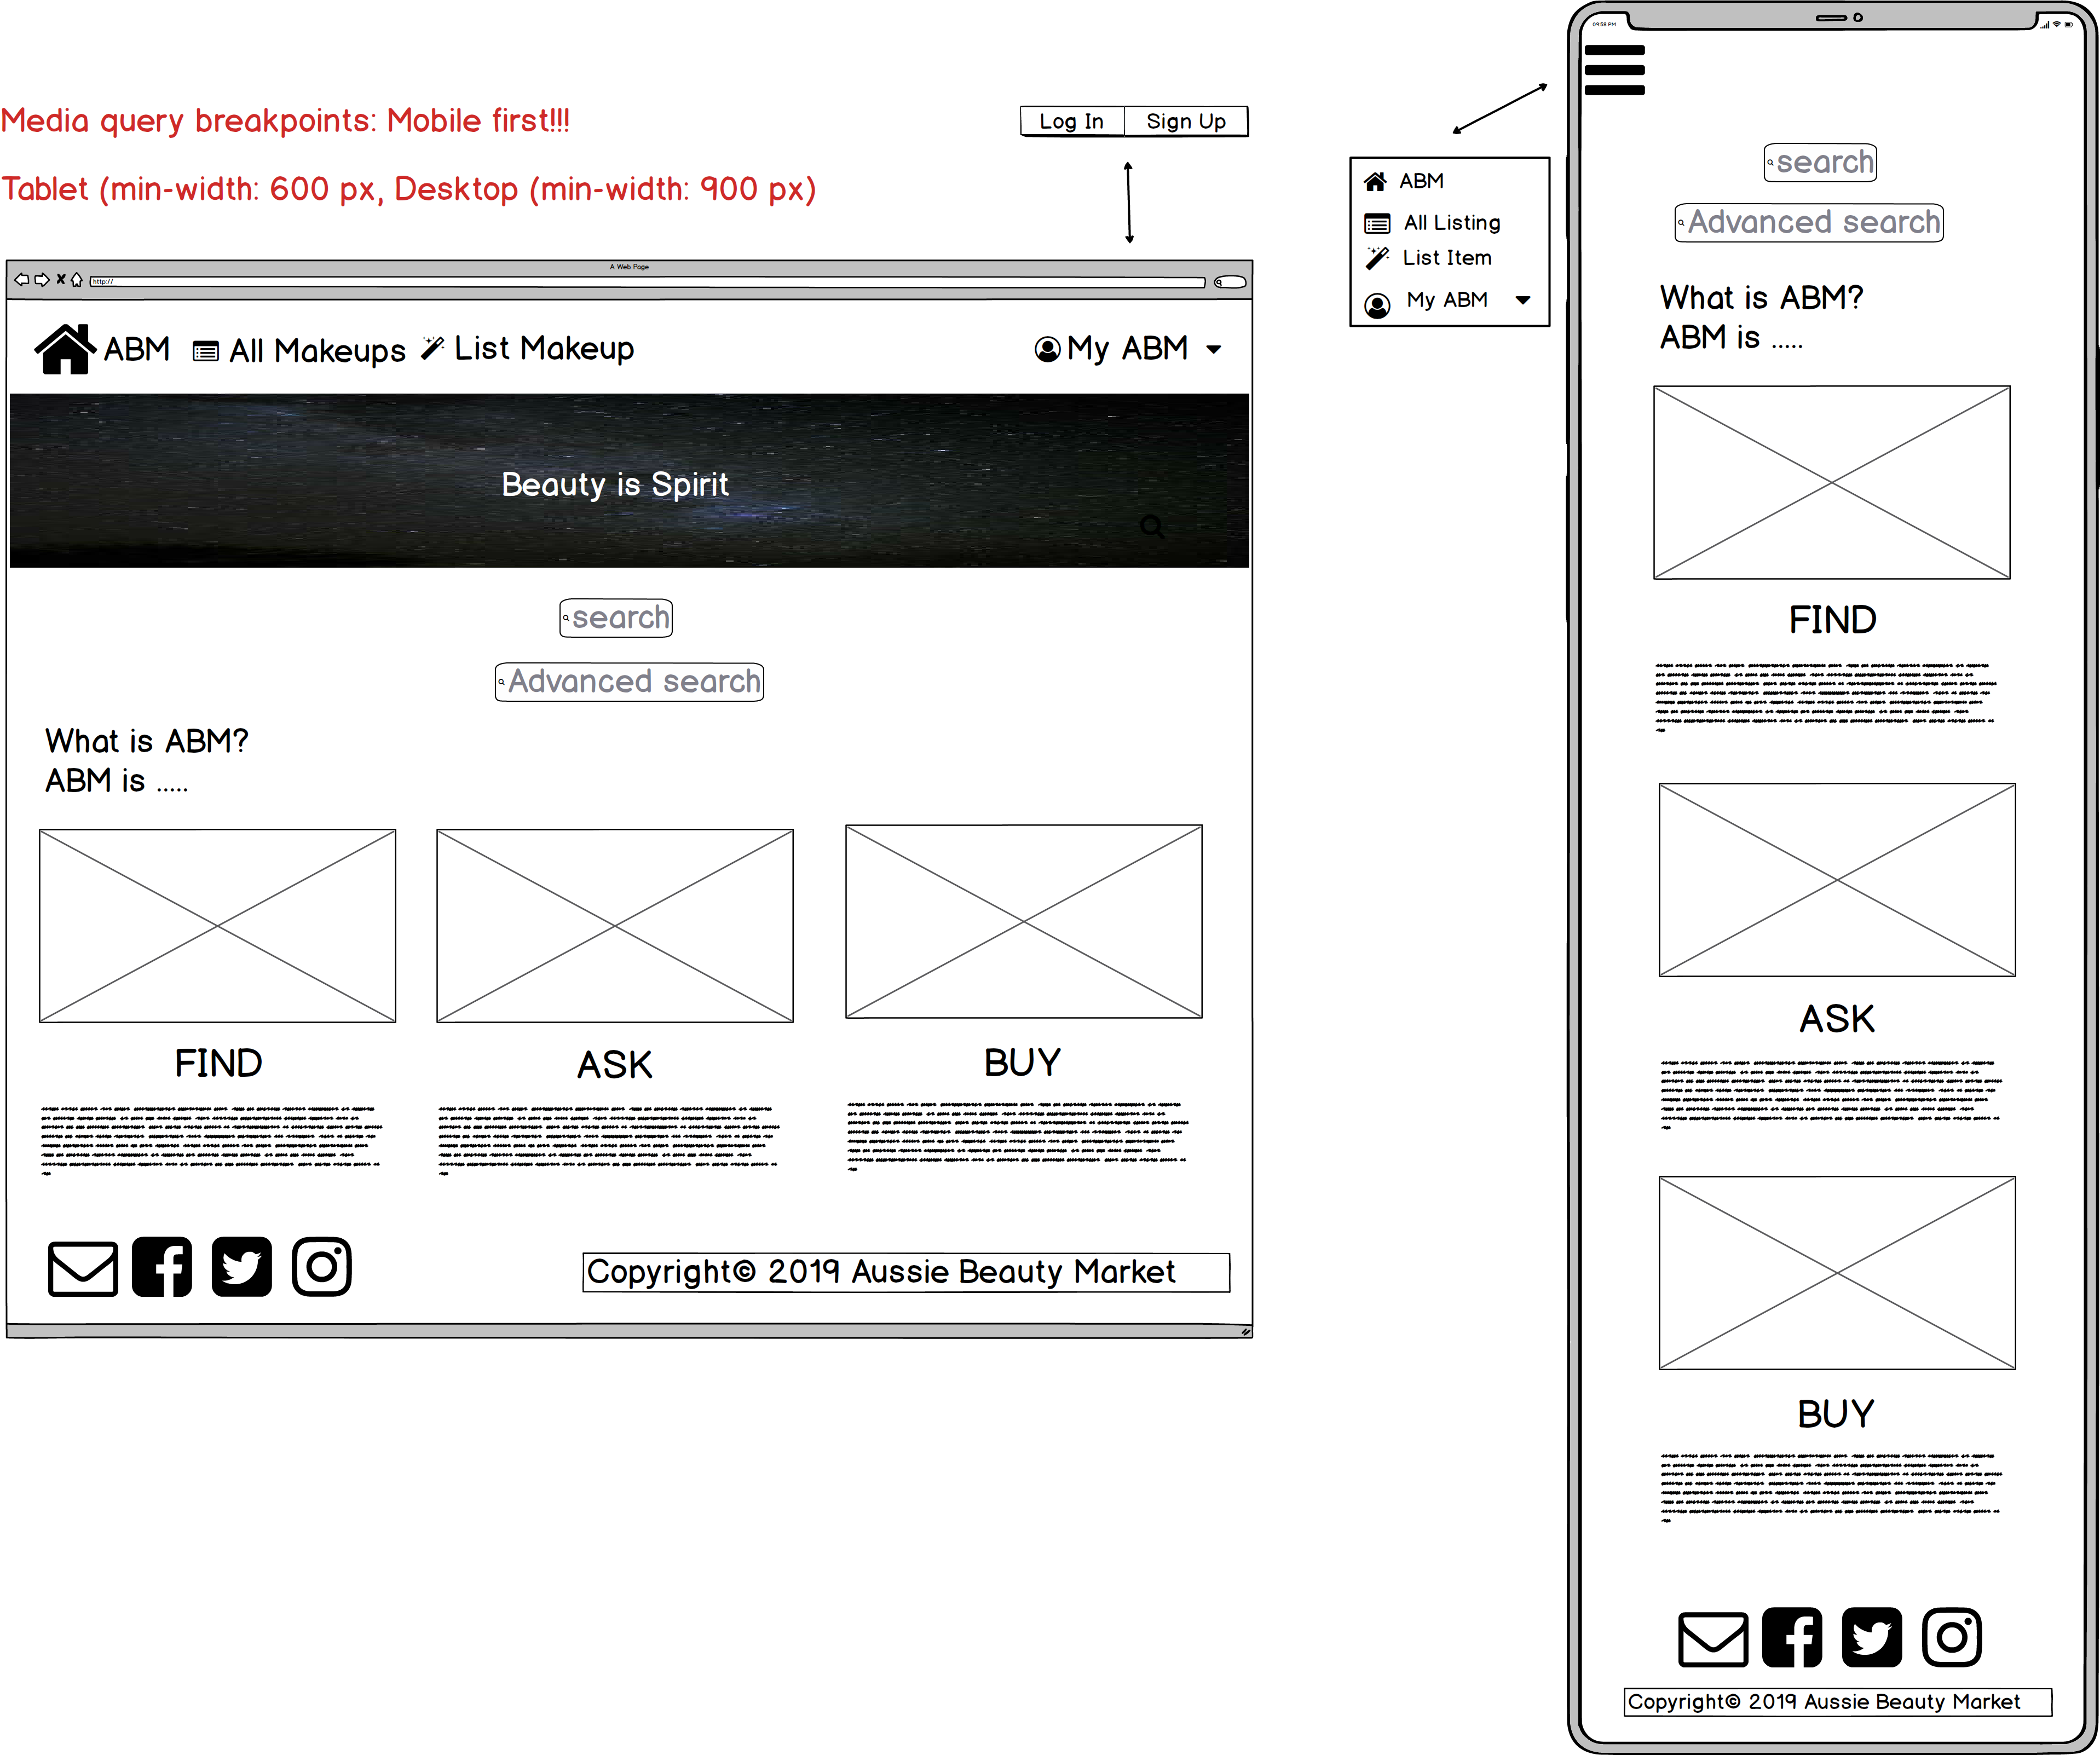 Media query breakpoints: Mobile first!!!
Tablet (min-width: 600 px, Desktop (min-width: 900 px)
Log In Sign Up
A Web Page
http://
ABM All Makeups List Makeup My ABM
Beauty is Spirit
search
Advanced search
What is ABM?
ABM is .....
FIND ASK BUY
Copyright© 2019 Aussie Beauty Market
ABM
All Listing
List Item
My ABM
09:58 PM
search
Advanced search
What is ABM?
ABM is .....
FIND
ASK
BUY
Copyright© 2019 Aussie Beauty Market